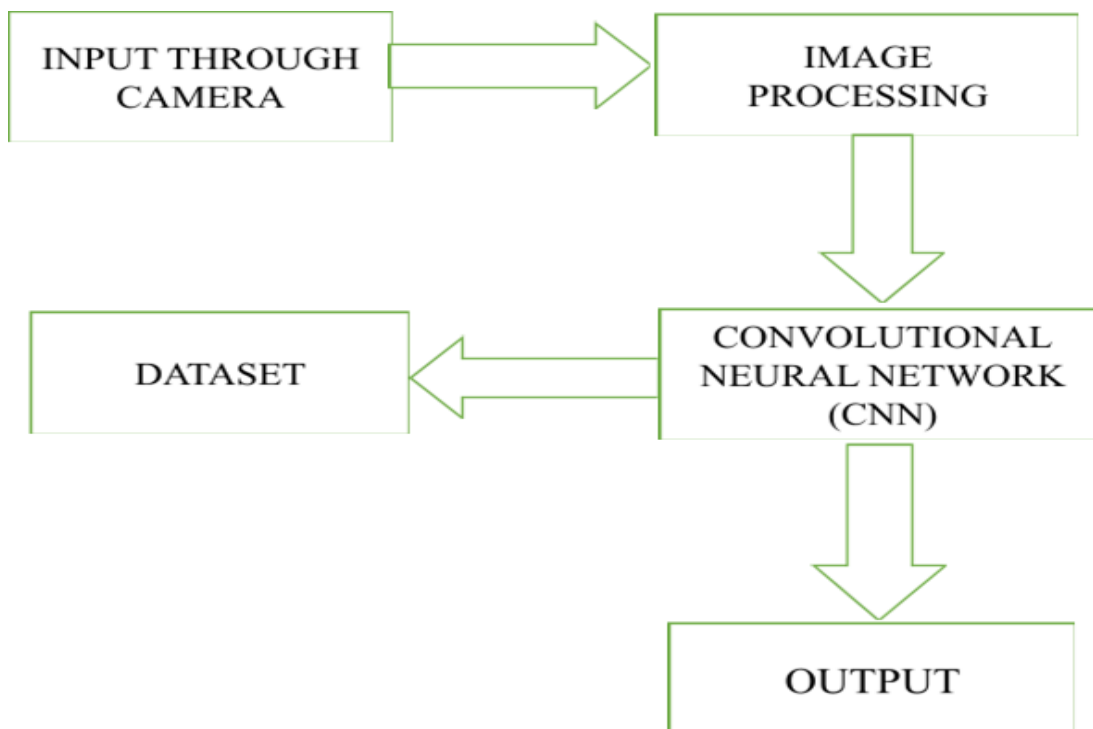 INPUT THROUGH
CAMERA
IMAGE
PROCESSING
CONVOLUTIONAL
NEURAL NETWORK
(CNN)
DATASET
OUTPUT